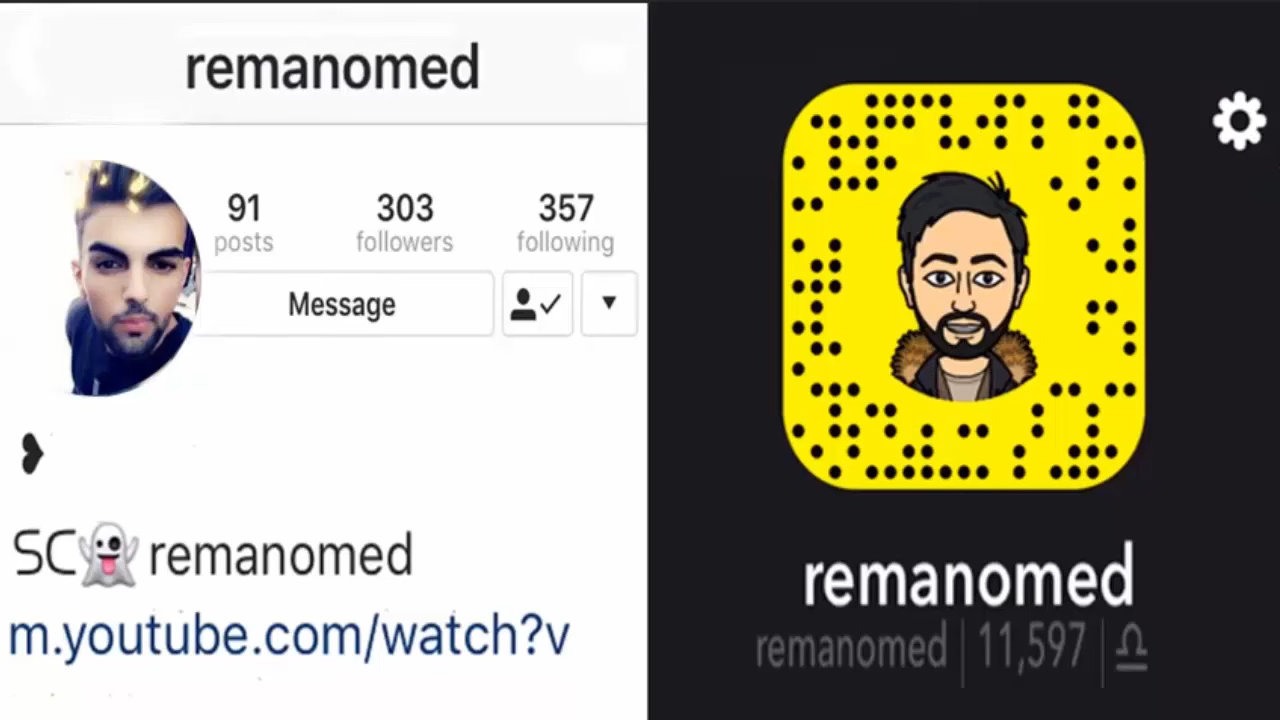 remanomed
91 303 357
posts followers following
Message
SC👻remanomed
m.youtube.com/watch?v
remanomed
remanomed | 11,597 | ♎